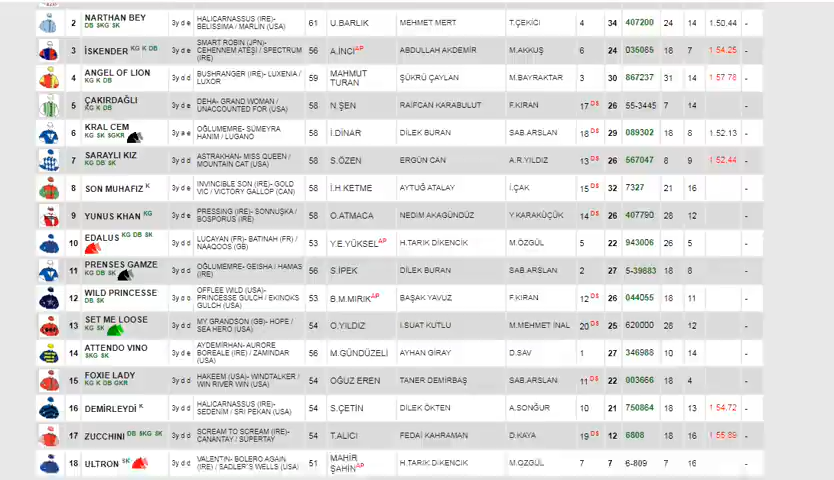 2 NARTHAN BEY DB SKG SK 3y d e HALICARNASSUS (IRE)- SELISSIMA / MARLIN (USA) 61 U.BARLIK MEHMET MERT T.ÇEKİCİ 4 34 407200 24 14 1.50.44 -
3 İSKENDER KG K DB 3y d e SMART ROBIN (JPN)- CEHENNEM ATEŞİ / SPECTRUM (IRE) 56 A.İNCİ AP ABDULLAH AKDEMİR M.AKKUŞ 6 24 035065 18 7 1.54.25 -
4 ANGEL OF LION KG K DB 3y d d BUSHRANGER (IRE)- LUXENIA / LUXOR 59 MAHMUT TURAN ŞÜKRÜ ÇAYLAN M.BAYRAKTAR 3 30 867237 31 14 1.57.78 -
5 ÇAKIRDAĞLI KG K DB 3y d d DEHA- GRAND WOMAN / UNACCOUNTED FOR (USA) 58 N.ŞEN RAİFCAN KARABULUT F.KIRAN 17 DS 26 55-3445 7 14 -
6 KRAL CEM KG SK SGKR 3y a e OĞLUMEMRE- SÜMEYRA HANIM / LUGANO 58 İ.DİNAR DİLEK BURAN SAB.ARSLAN 18 DS 29 089302 18 8 1.52.13 -
7 SARAYLI KIZ KG DB SK 3y d d ASTRAKHAN- MISS QUEEN / MOUNTAIN CAT (USA) 58 S.ÖZEN ERGÜN CAN A.R.YILDIZ 13 DS 26 567047 8 9 1.52.44 -
8 SON MUHAFIZ K 3y d e INVINCIBLE SON (IRE)- GOLD VIC / VICTORY GALLOP (CAN) 58 İ.H.KETME AYTUĞ ATALAY İ.ÇAK 15 DS 32 7327 21 16 -
9 YUNUS KHAN KG 3y d e PRESSING (IRE)- SONNUŞKA / BOSPORUS (IRE) 58 O.ATMACA NEDİM AKAGÜNDÜZ Y.KARAKÜÇÜK 14 DS 26 407790 28 12 -
10 EDALUS KG DB SK 3y d e LUCAYAN (FR)- BATINAH (FR) / NAAQOOS (GB) 53 Y.E.YÜKSEL AP H.TARIK DİKENCİK M.ÖZGÜL 5 22 943006 26 5 -
11 PRENSES GAMZE KG DB SK 3y d d OĞLUMEMRE- GEISHA / HAMAS (IRE) 56 S.İPEK DİLEK BURAN SAB.ARSLAN 2 27 5-39883 18 8 -
12 WILD PRINCESSE DB SK 3y d d OFFLEE WILD (USA)- PRINCESSE GULCH / EKINOKS GULCH (USA) 53 B.M.MIRIK AP BAŞAK YAVUZ F.KIRAN 12 DS 26 044055 18 11 -
13 SET ME LOOSE KG SK 3y d d MY GRANDSON (GB)- HOPE / SEA HERO (USA) 54 O.YILDIZ İ.SUAT KUTLU M.MEHMET İNAL 20 DS 25 620000 28 12 -
14 ATTENDO VINO SKG SK 3y d e AYDEMİRHAN- AURORE BOREALE (IRE) / ZAMINDAR (USA) 56 M.GÜNDÜZELİ AYHAN GİRAY D.SAV 1 27 346988 10 14 -
15 FOXIE LADY KG K DB GKR 3y d d HAKEEM (USA)- WINDTALKER / WIN RIVER WIN (USA) 54 OĞUZ EREN TANER DEMİRBAŞ SAB.ARSLAN 11 DS 22 003666 18 4 -
16 DEMİRLEYDİ K 3y d d HALICARNASSUS (IRE)- SEDENİM / SRI PEKAN (USA) 54 S.ÇETİN DİLEK ÖKTEN A.SONĞUR 10 21 750864 18 13 1.54.72 -
17 ZUCCHINI DB SKG SK 3y d d SCREAM TO SCREAM (IRE)- CANANTAY / SUPERTAY 54 T.ALICI FEDAİ KAHRAMAN D.KAYA 19 DS 12 6808 18 16 1.55.89 -
18 ULTRON SK 3y d d VALENTIN- BOLERO AGAIN (IRE) / SADLER'S WELLS (USA) 51 MAHİR ŞAHİN AP H.TARIK DİKENCİK M.ÖZGÜL 7 7 6-809 7 16 -